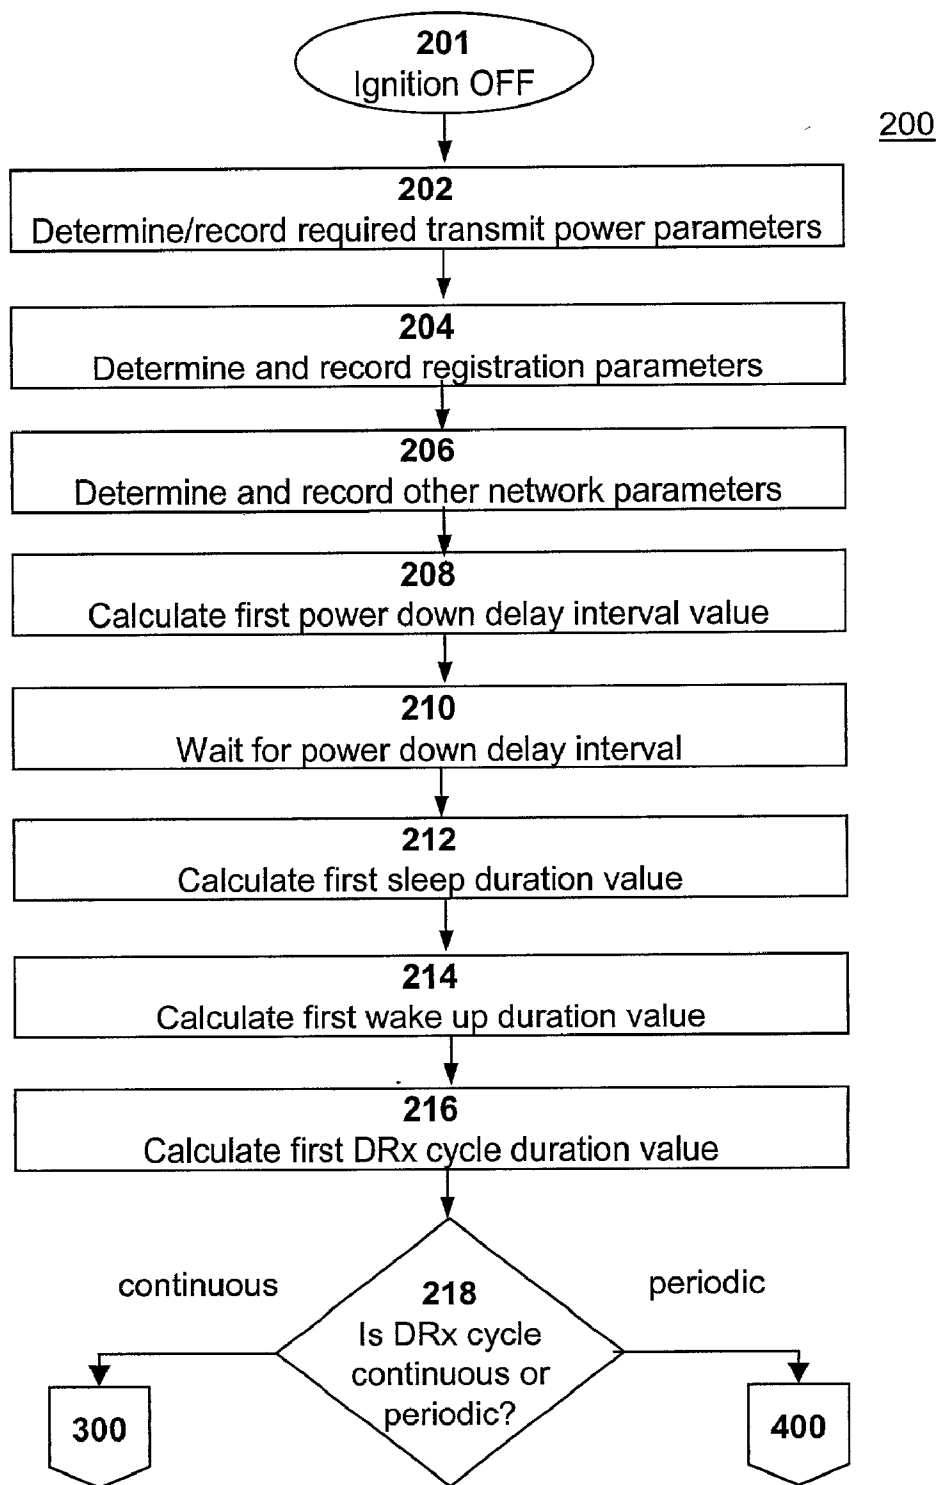 201
Ignition OFF
200
202
Determine/record required transmit power parameters
204
Determine and record registration parameters
206
Determine and record other network parameters
208
Calculate first power down delay interval value
210
Wait for power down delay interval
212
Calculate first sleep duration value
214
Calculate first wake up duration value
216
Calculate first DRx cycle duration value
continuous
periodic
218
Is DRx cycle
continuous or
periodic?
300
400